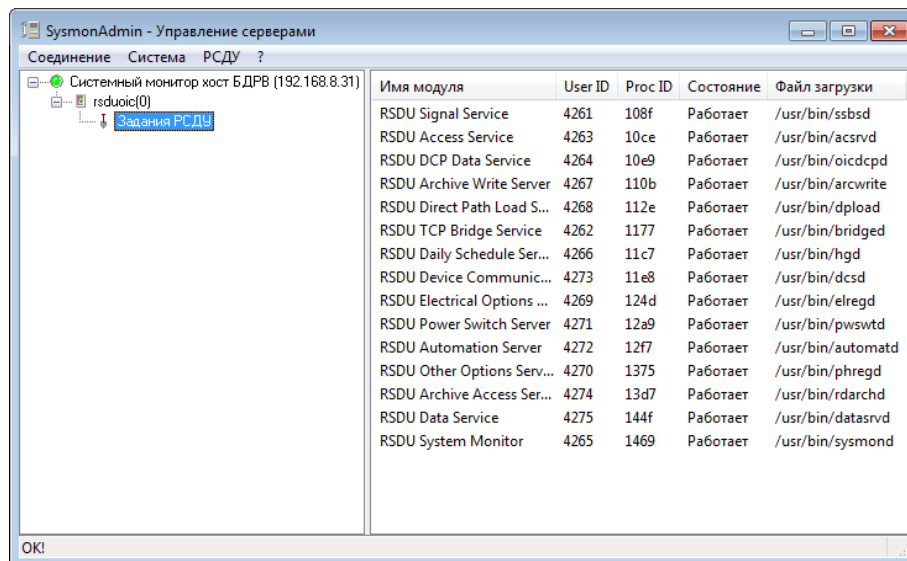 SysmonAdmin - Управление серверами
Соединение Система РСДУ ?
Системный монитор хост БДРВ (192.168.8.31)
rsduoic(0)
Задания РСДУ
Имя модуля User ID Proc ID Состояние Файл загрузки
RSDU Signal Service 4261 108f Работает /usr/bin/ssbsd
RSDU Access Service 4263 10ce Работает /usr/bin/acsrvd
RSDU DCP Data Service 4264 10e9 Работает /usr/bin/oicdcpd
RSDU Archive Write Server 4267 110b Работает /usr/bin/arcwrite
RSDU Direct Path Load S... 4268 112e Работает /usr/bin/dpload
RSDU TCP Bridge Service 4262 1177 Работает /usr/bin/bridged
RSDU Daily Schedule Ser... 4266 11c7 Работает /usr/bin/hgd
RSDU Device Communic... 4273 11e8 Работает /usr/bin/dcsd
RSDU Electrical Options ... 4269 124d Работает /usr/bin/elregd
RSDU Power Switch Server 4271 12a9 Работает /usr/bin/pwswtd
RSDU Automation Server 4272 12f7 Работает /usr/bin/automatd
RSDU Other Options Serv... 4270 1375 Работает /usr/bin/phregd
RSDU Archive Access Ser... 4274 13d7 Работает /usr/bin/rdarchd
RSDU Data Service 4275 144f Работает /usr/bin/datasrvd
RSDU System Monitor 4265 1469 Работает /usr/bin/sysmond
OK!